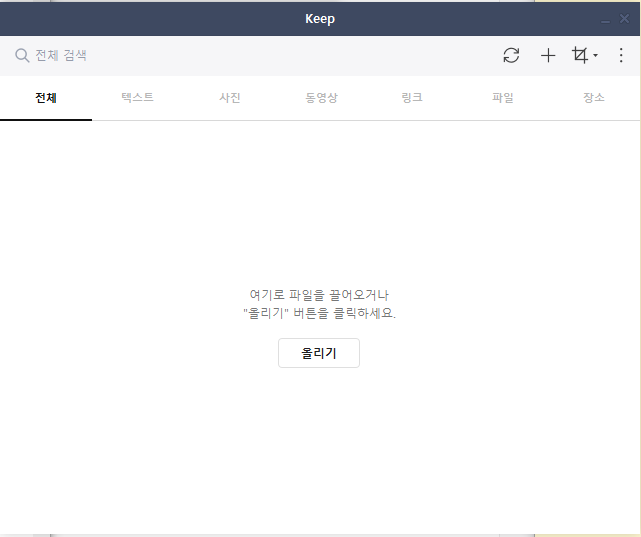 Keep
전체 검색
전체 텍스트 사진 동영상 링크 파일 장소
여기로 파일을 끌어오거나
"올리기" 버튼을 클릭하세요.
올리기